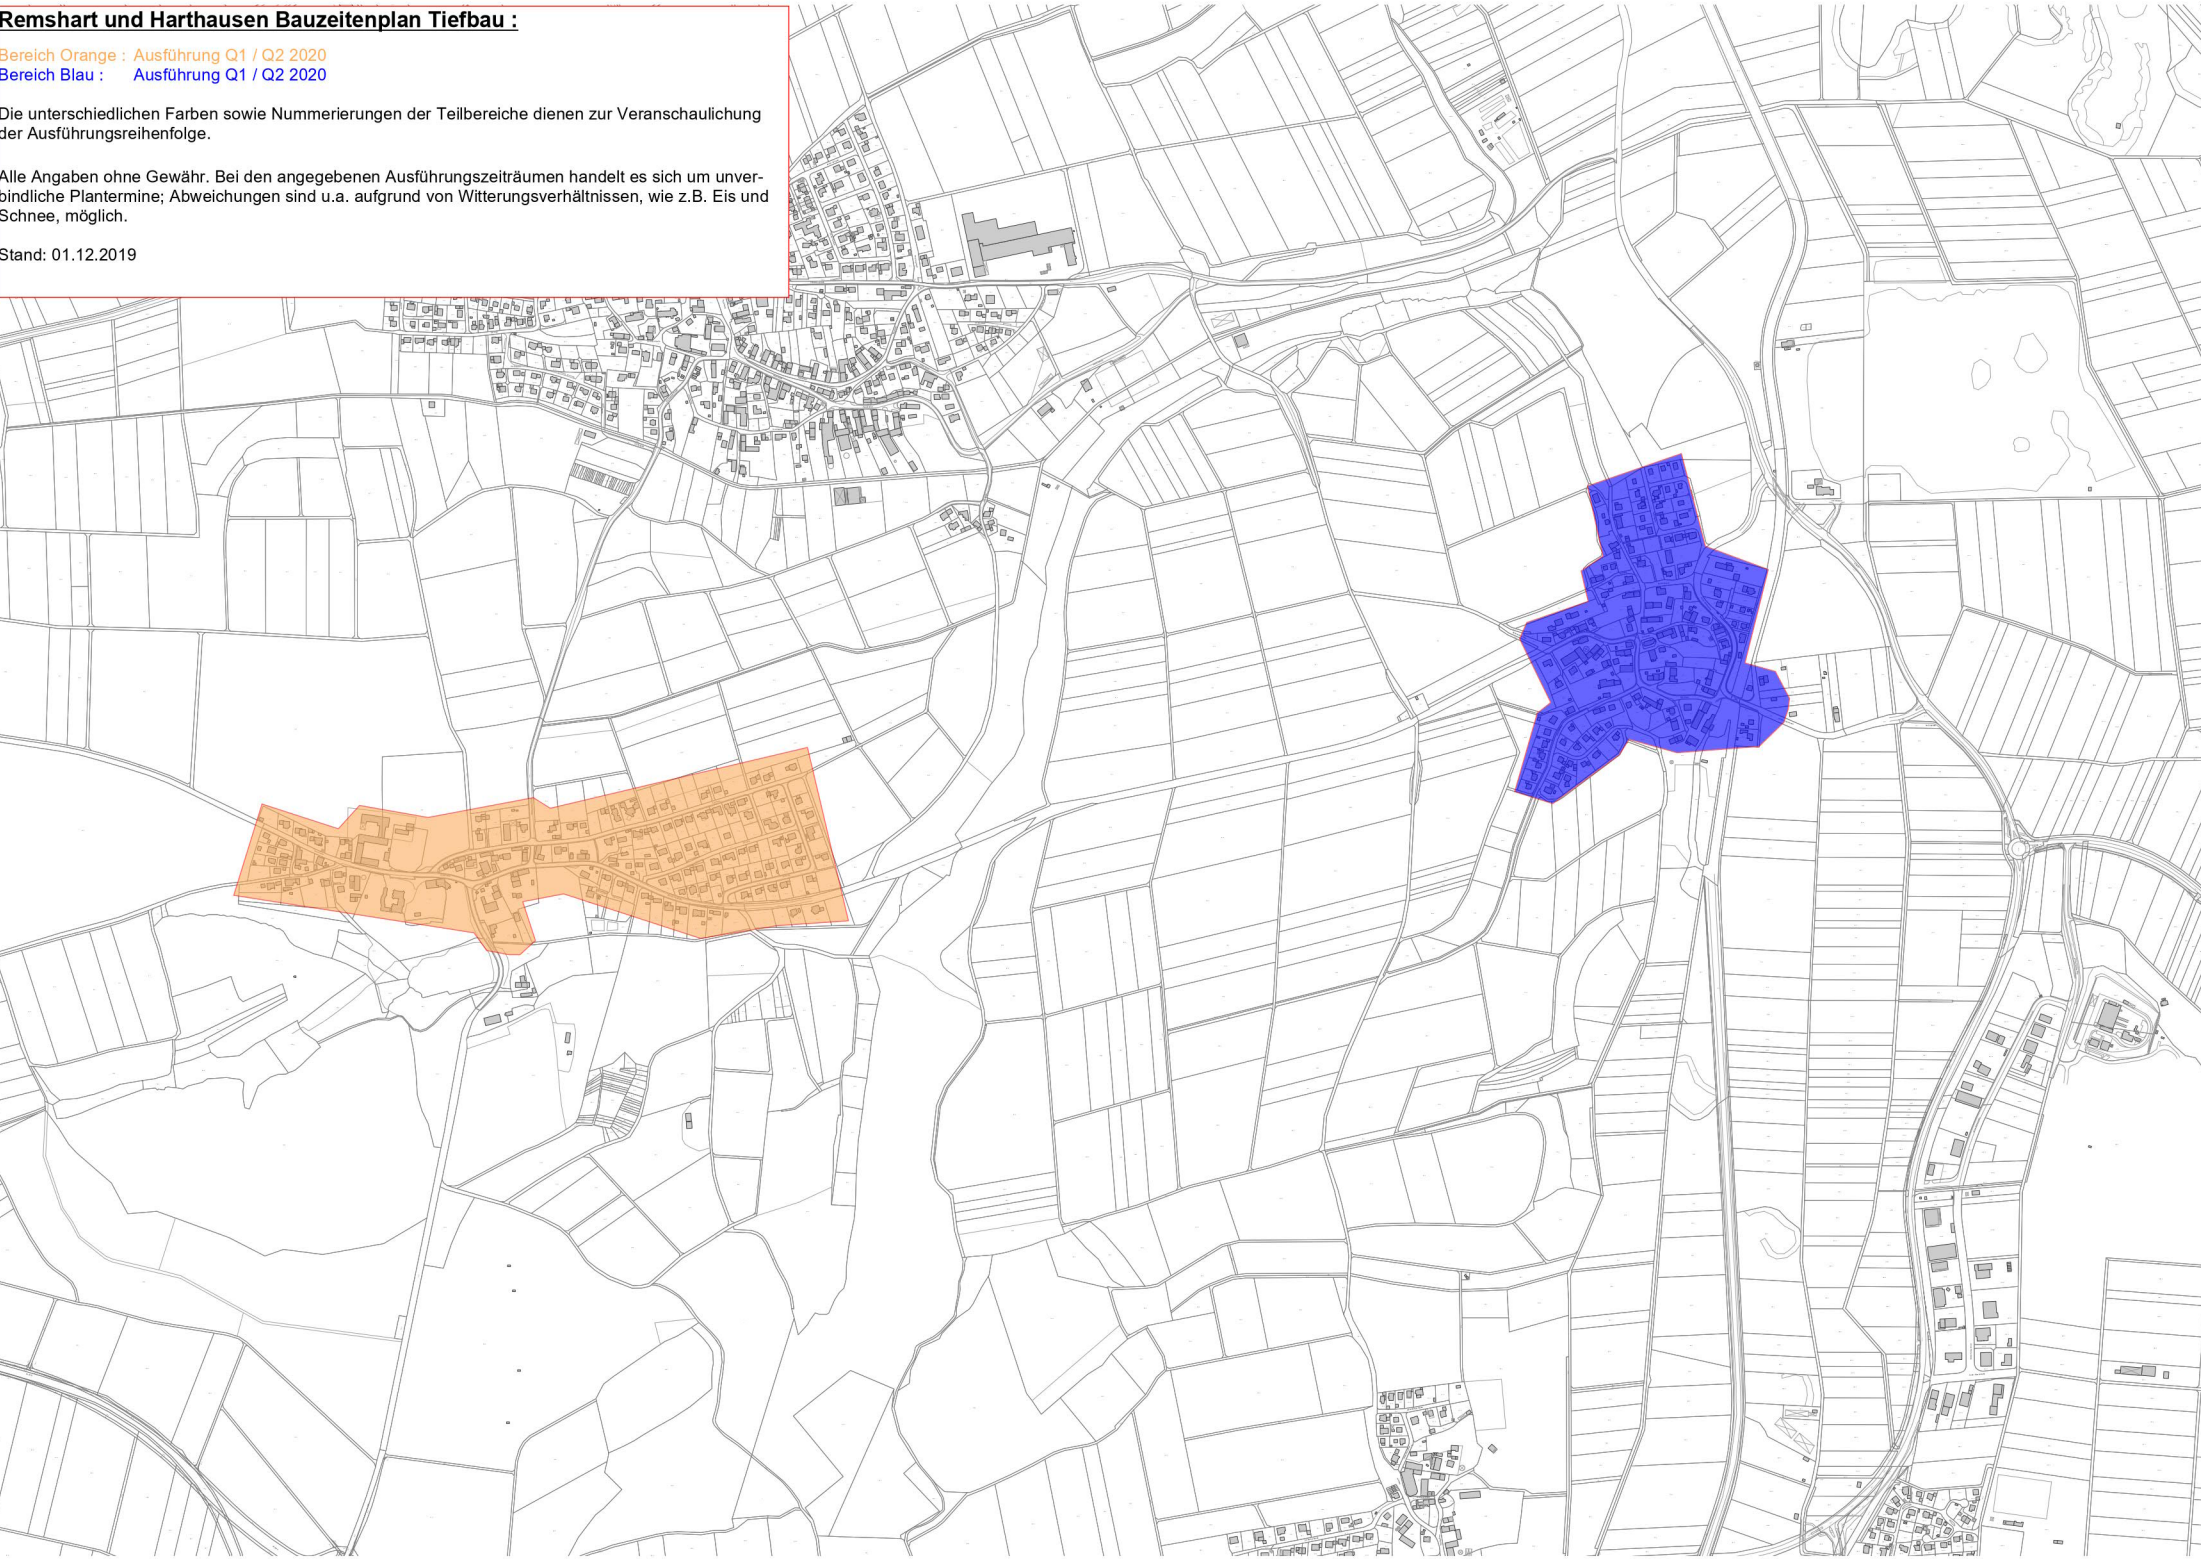 Remshart und Harthausen Bauzeitenplan Tiefbau :
Bereich Orange : Ausführung Q1 / Q2 2020
Bereich Blau : Ausführung Q1 / Q2 2020
Die unterschiedlichen Farben sowie Nummerierungen der Teilbereiche dienen zur Veranschaulichung
der Ausführungsreihenfolge.
Alle Angaben ohne Gewähr. Bei den angegebenen Ausführungszeiträumen handelt es sich um unver-
bindliche Plantermine; Abweichungen sind u.a. aufgrund von Witterungsverhältnissen, wie z.B. Eis und
Schnee, möglich.
Stand: 01.12.2019